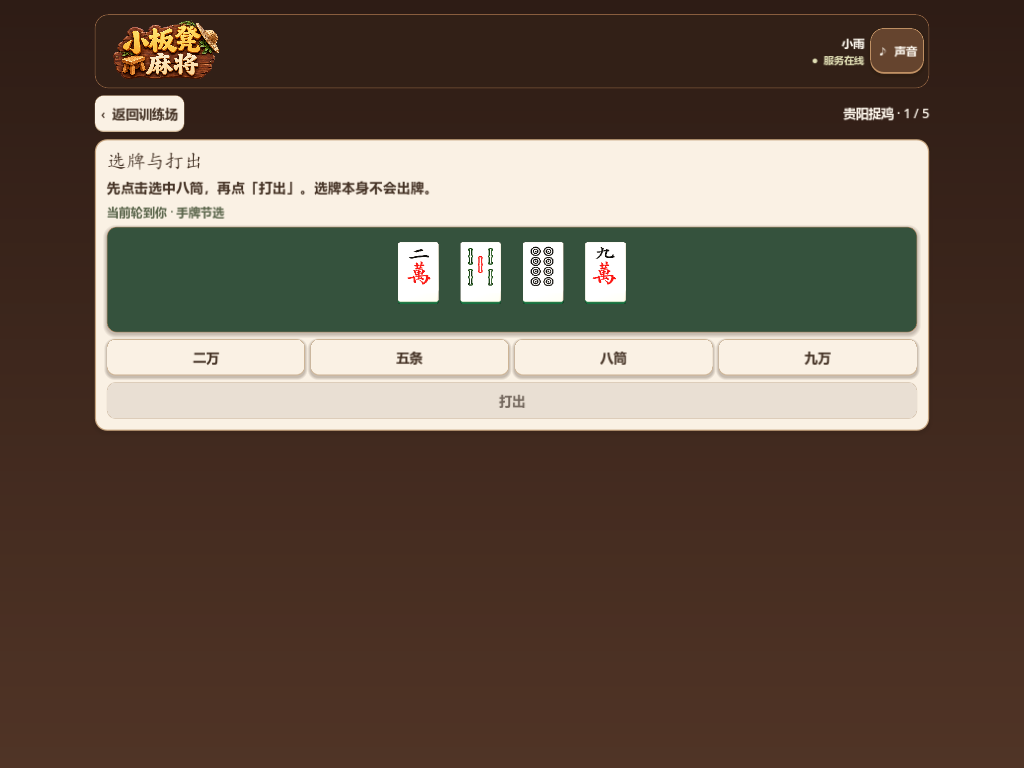 小板凳
麻将
小雨
● 服务在线
♪ 声音
‹ 返回训练场
贵阳捉鸡 · 1 / 5
选牌与打出
先点击选中八筒，再点「打出」。选牌本身不会出牌。
当前轮到你 · 手牌节选
二萬
九萬
二万
五条
八筒
九万
打出